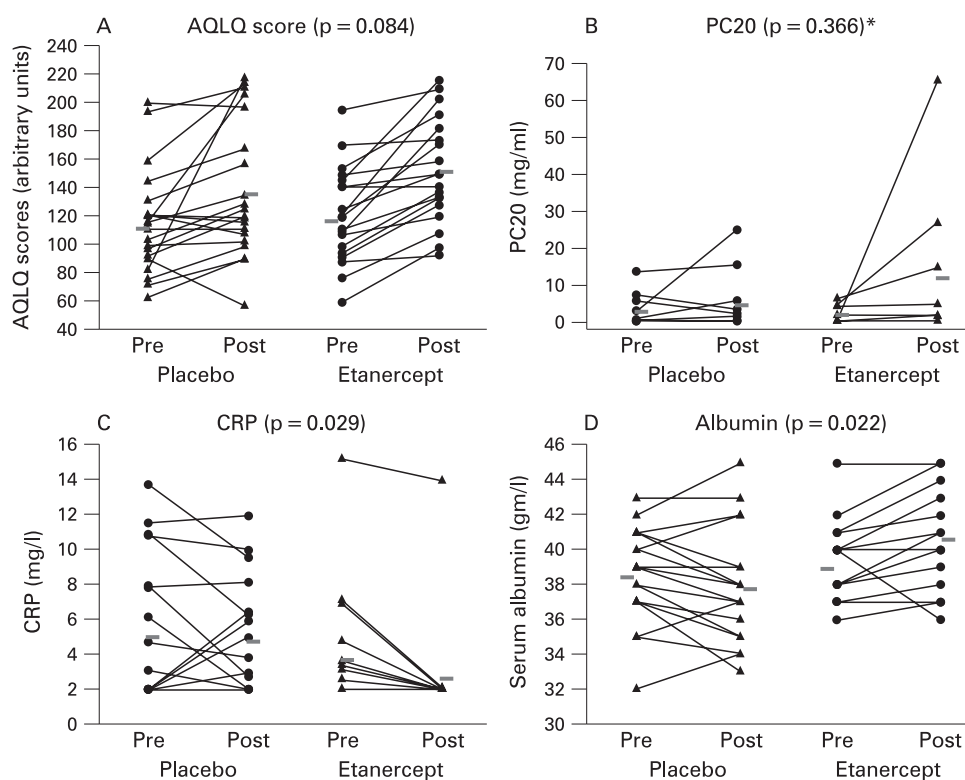 A AQLQ score (p = 0.084)
AQLQ scores (arbitrary units)
240
220
200
180
160
140
120
100
80
60
40
Pre Post Pre Post
Placebo Etanercept
B PC20 (p = 0.366)*
PC20 (mg/ml)
70
60
50
40
30
20
10
0
Pre Post Pre Post
Placebo Etanercept
C CRP (p = 0.029)
CRP (mg/l)
16
14
12
10
8
6
4
2
0
Pre Post Pre Post
Placebo Etanercept
D Albumin (p = 0.022)
Serum albumin (gm/l)
46
44
42
40
38
36
34
32
30
Pre Post Pre Post
Placebo Etanercept